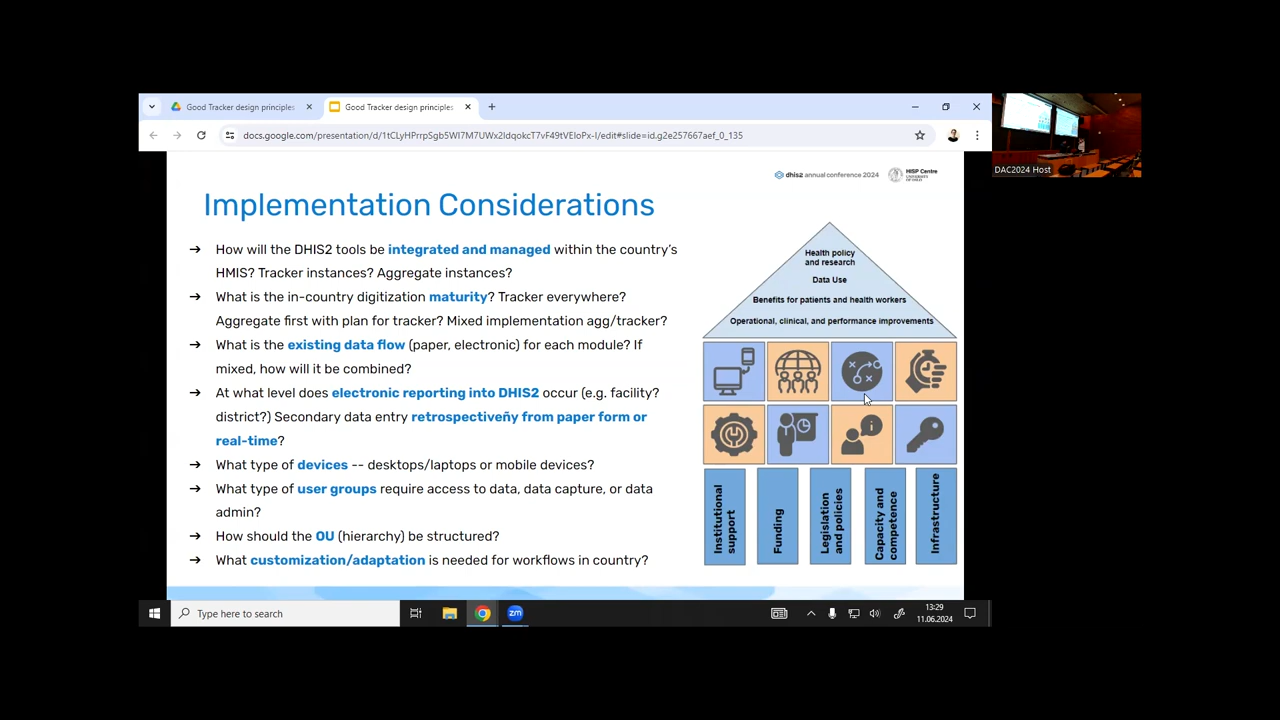 Good Tracker design principles
Good Tracker design principles
docs.google.com/presentation/d/1tCLyHPrrpSgb5WI7M7UWx2ldqokcT7vF49tVEloPx-I/edit#slide=id.g2e257667aef_0_135
dhis2 annual conference 2024
HISP Centre
UNIVERSITY
OF OSLO
DAC2024 Host
Implementation Considerations
➔ How will the DHIS2 tools be integrated and managed within the country's
HMIS? Tracker instances? Aggregate instances?
➔ What is the in-country digitization maturity? Tracker everywhere?
Aggregate first with plan for tracker? Mixed implementation agg/tracker?
➔ What is the existing data flow (paper, electronic) for each module? If
mixed, how will it be combined?
➔ At what level does electronic reporting into DHIS2 occur (e.g. facility?
district?) Secondary data entry retrospectiveñy from paper form or
real-time?
➔ What type of devices -- desktops/laptops or mobile devices?
➔ What type of user groups require access to data, data capture, or data
admin?
➔ How should the OU (hierarchy) be structured?
➔ What customization/adaptation is needed for workflows in country?
Health policy
and research
Data Use
Benefits for patients and health workers
Operational, clinical, and performance improvements
Institutional
support
Funding
Legislation
and policies
Capacity and
competence
Infrastructure
Type here to search
zm
13:29
11.06.2024